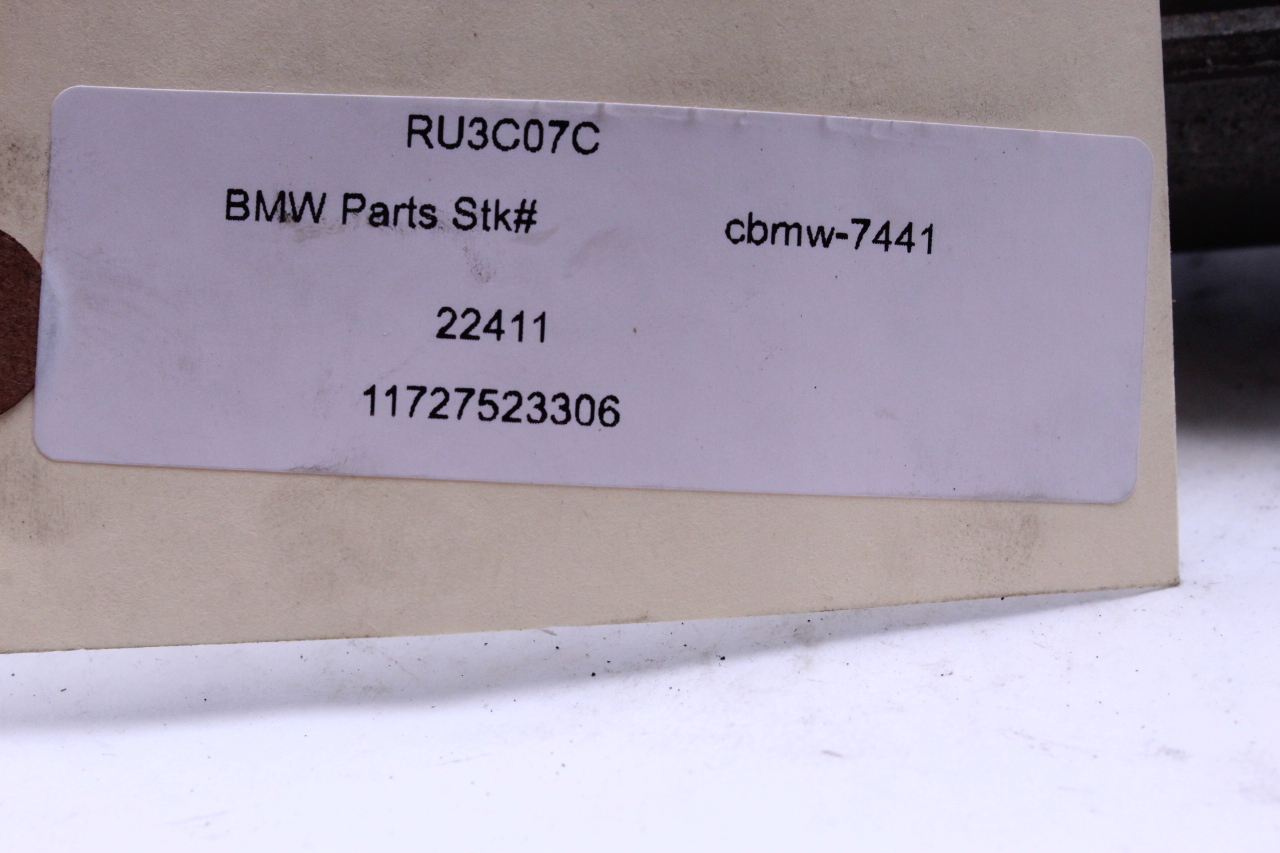 RU3C07C
BMW Parts Stk# cbmw-7441
22411
11727523306